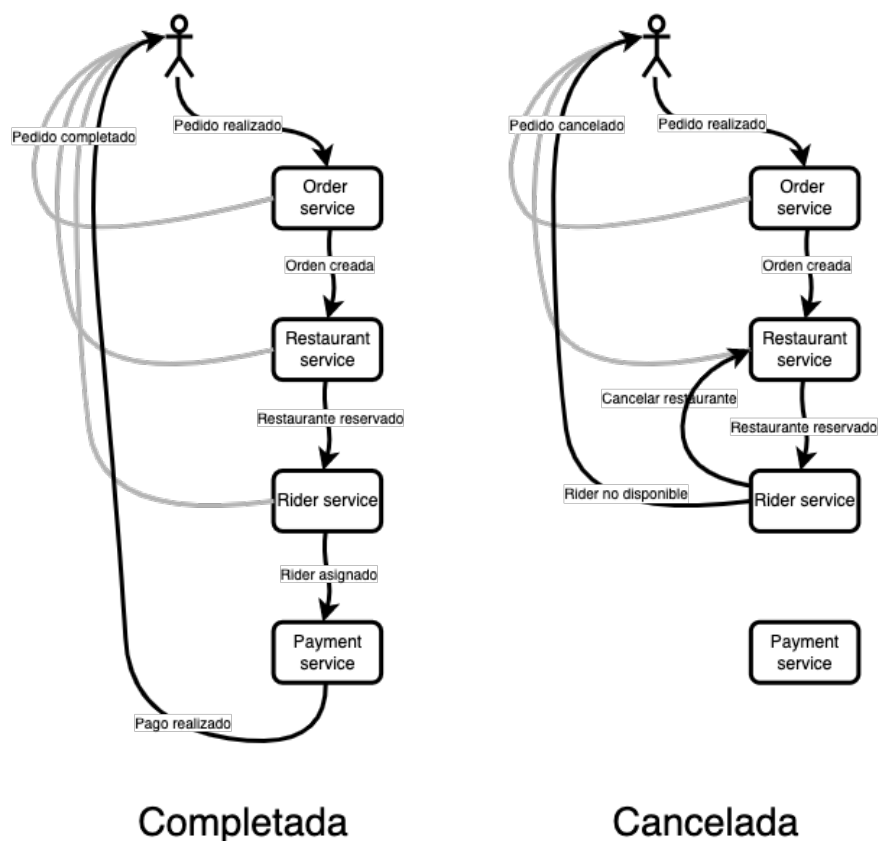 Pedido completado
Pedido realizado
Order
service
Orden creada
Restaurant
service
Restaurante reservado
Rider service
Rider asignado
Payment
service
Pago realizado
Completada
Pedido cancelado
Pedido realizado
Order
service
Orden creada
Restaurant
service
Cancelar restaurante
Restaurante reservado
Rider no disponible
Rider service
Payment
service
Cancelada